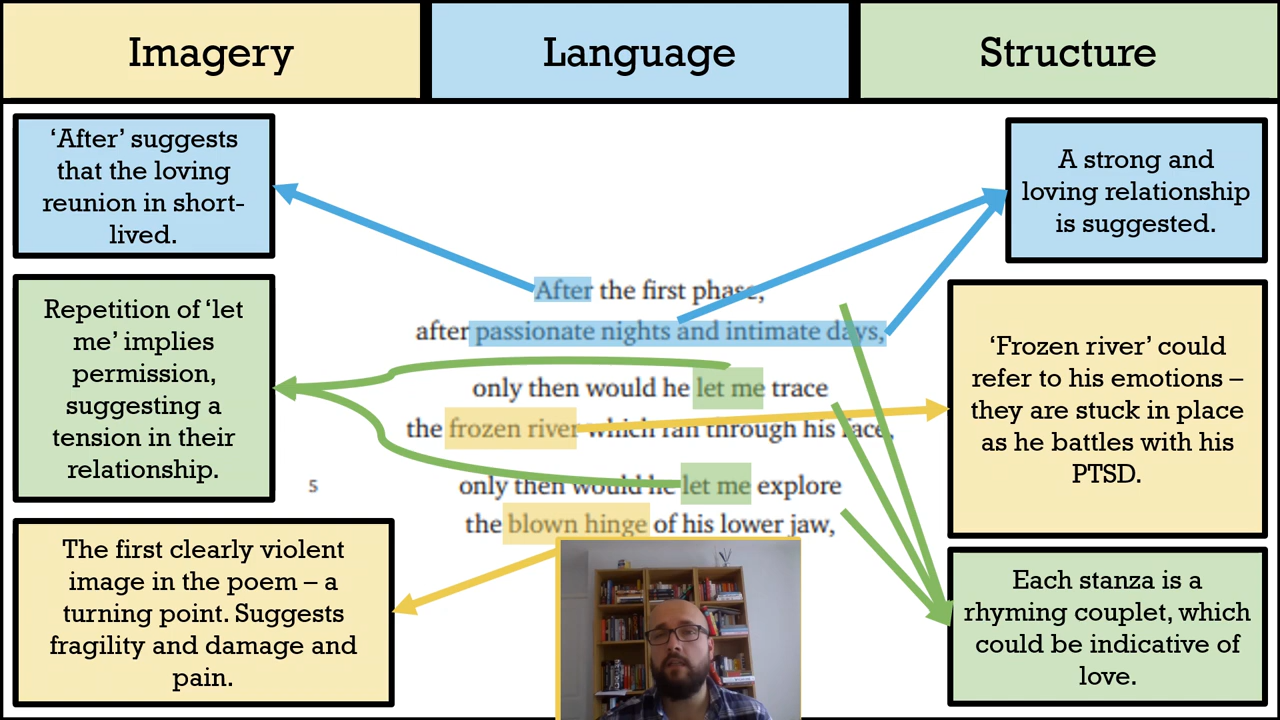 Imagery
Language
Structure
‘After’ suggests
that the loving
reunion in short-
lived.
A strong and
loving relationship
is suggested.
Repetition of ‘let
me’ implies
permission,
suggesting a
tension in their
relationship.
After the first phase,
after passionate nights and intimate days,
only then would he let me trace
the frozen river which ran through his face,
5 only then would he let me explore
the blown hinge of his lower jaw,
‘Frozen river’ could
refer to his emotions –
they are stuck in place
as he battles with his
PTSD.
The first clearly violent
image in the poem – a
turning point. Suggests
fragility and damage and
pain.
Each stanza is a
rhyming couplet, which
could be indicative of
love.